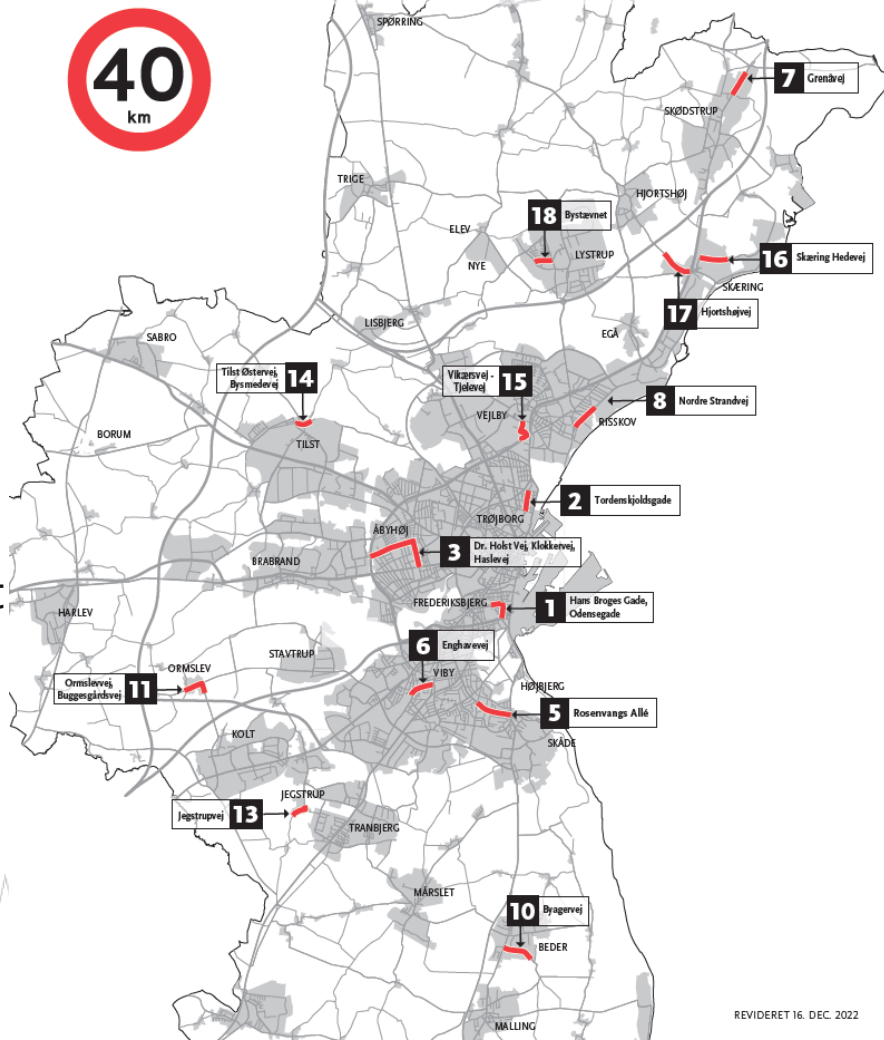 40
km
SPØRRING
7
Grenåvej
SKØDSTRUP
TRIGE
HJORTSHØJ
18
Bystævnet
ELEV
NYE
LYSTRUP
16
Skæring Hedevej
SKÆRING
17
Hjortshøjvej
LISBJERG
EGÅ
SABRO
Tilst Østervej,
Bysmedevej
14
Vikærsvej -
Tjelevej
15
8
Nordre Strandvej
VEJLBY
RISSKOV
BORUM
TILST
2
Tordenskjoldsgade
TRØJBORG
ÅBYHØJ
3
Dr. Holst Vej, Klokkervej,
Haslevej
BRABRAND
HARLEV
FREDERIKSBJERG
1
Hans Broges Gade,
Odensegade
6
Enghavevej
STAVTRUP
ORMSLEV
VIBY
Ormslevvej,
Buggesgårdsvej
11
HØJBJERG
5
Rosenvangs Allé
KOLT
SKÅDE
JEGSTRUP
Jegstrupvej
13
TRANBJERG
MÅRSLET
10
Byagervej
BEDER
MALLING
REVIDERET 16. DEC. 2022